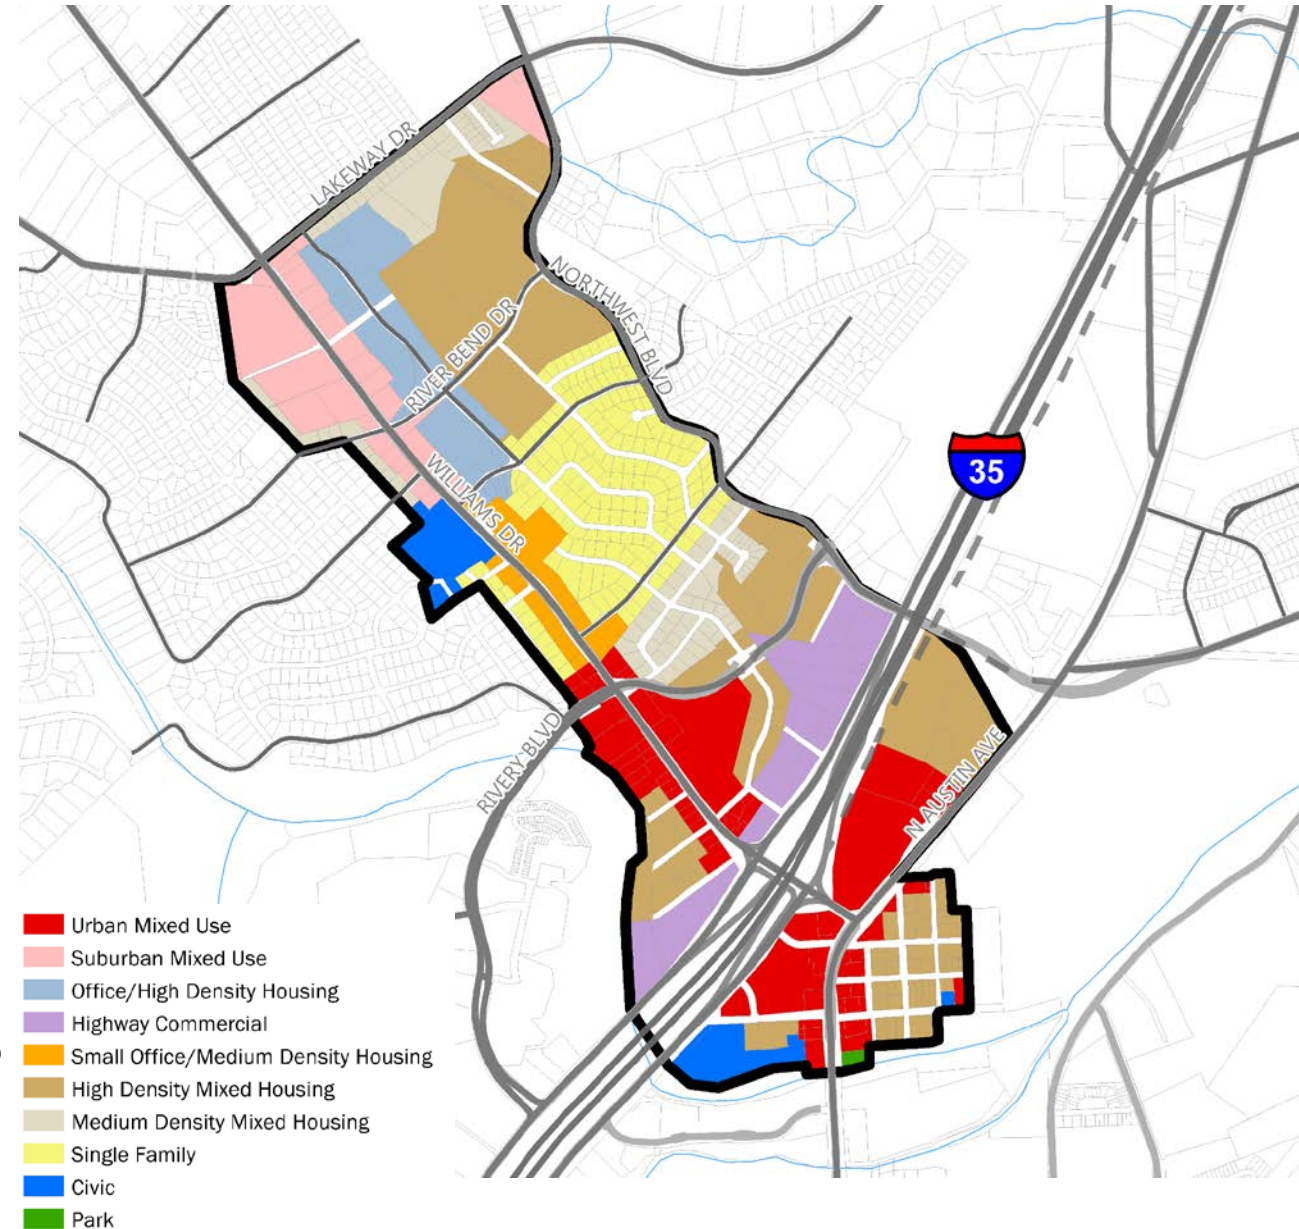 LAKEWAY DR
NORTHWEST BLVD
RIVER BEND DR
WILLIAMS DR
35
RIVERY BLVD
N AUSTIN AVE
Urban Mixed Use
Suburban Mixed Use
Office/High Density Housing
Highway Commercial
Small Office/Medium Density Housing
High Density Mixed Housing
Medium Density Mixed Housing
Single Family
Civic
Park